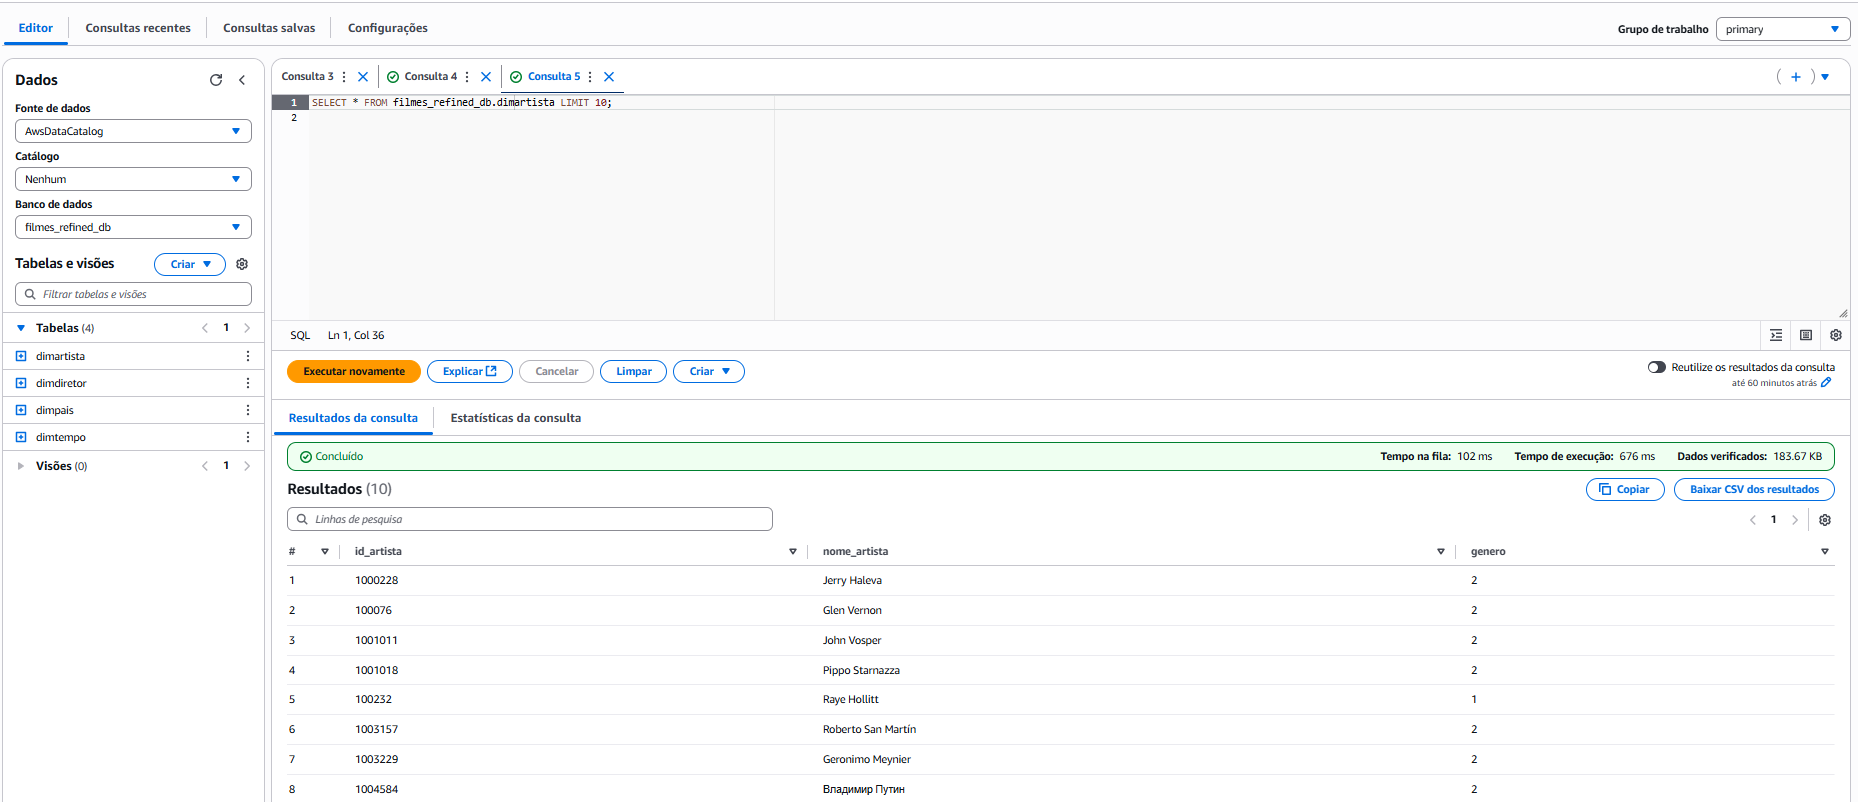 Editor Consultas recentes Consultas salvas Configurações
Grupo de trabalho primary
Dados
Fonte de dados
AwsDataCatalog
Catálogo
Nenhum
Banco de dados
filmes_refined_db
Tabelas e visões Criar
Filtrar tabelas e visões
Tabelas (4) 1
dimartista
dimdiretor
dimpais
dimtempo
Visões (0) 1
Consulta 3 Consulta 4 Consulta 5
1 SELECT * FROM filmes_refined_db.dimartista LIMIT 10;
2
SQL Ln 1, Col 36
Executar novamente Explicar Cancelar Limpar Criar
Reutilize os resultados da consulta
até 60 minutos atrás
Resultados da consulta Estatísticas da consulta
Concluído Tempo na fila: 102 ms Tempo de execução: 676 ms Dados verificados: 183.67 KB
Resultados (10) Copiar Baixar CSV dos resultados
Linhas de pesquisa 1
# id_artista nome_artista genero
1 1000228 Jerry Haleva 2
2 100076 Glen Vernon 2
3 1001011 John Vosper 2
4 1001018 Pippo Starnazza 2
5 100232 Raye Hollitt 1
6 1003157 Roberto San Martín 2
7 1003229 Geronimo Meynier 2
8 1004584 Владимир Путин 2